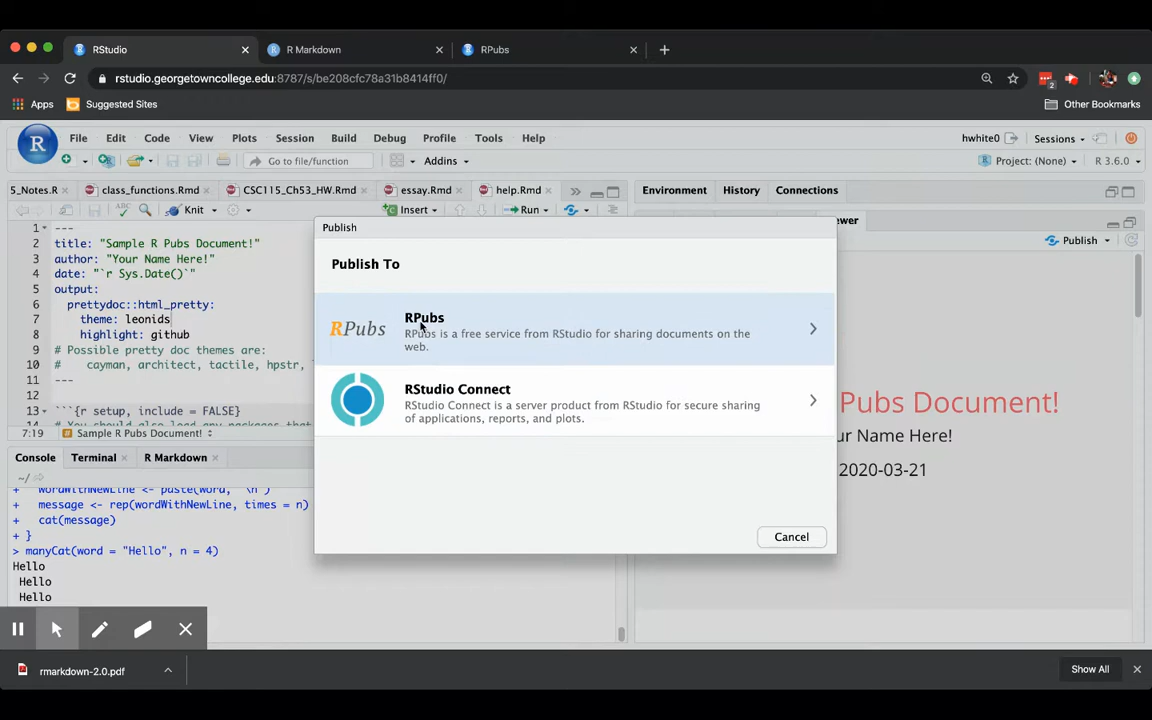 RStudio
R Markdown
RPubs
rstudio.georgetowncollege.edu:8787/s/be208cfc78a31b8414ff0/
2
Apps
Suggested Sites
Other Bookmarks
R
File Edit Code View Plots Session Build Debug Profile Tools Help
hwhite0
Sessions
Go to file/function
Addins
Project: (None)
R 3.6.0
5_Notes.R
class_functions.Rmd
CSC115_Ch53_HW.Rmd
essay.Rmd
help.Rmd
Environment
History
Connections
Knit
Insert
Run
1 ---
2 title: "Sample R Pubs Document!"
3 author: "Your Name Here!"
4 date: "`r Sys.Date()`"
5 output:
6 prettydoc::html_pretty:
7 theme: leonids
8 highlight: github
9 # Possible pretty doc themes are:
10 # cayman, architect, tactile, hpstr,
11 ---
12
13 ```{r setup, include = FALSE}
7:19
Sample R Pubs Document!
Console
Terminal
R Markdown
~/
+ wordWithNewLine <- paste(word, "\n")
+ message <- rep(wordWithNewLine, times = n)
+ cat(message)
+ }
> manyCat(word = "Hello", n = 4)
Hello
Hello
Hello
Publish
Publish To
RPubs
RPubs
RPubs is a free service from RStudio for sharing documents on the
web.
RStudio Connect
RStudio Connect is a server product from RStudio for secure sharing
of applications, reports, and plots.
Cancel
ewer
Publish
Pubs Document!
ur Name Here!
2020-03-21
rmarkdown-2.0.pdf
Show All